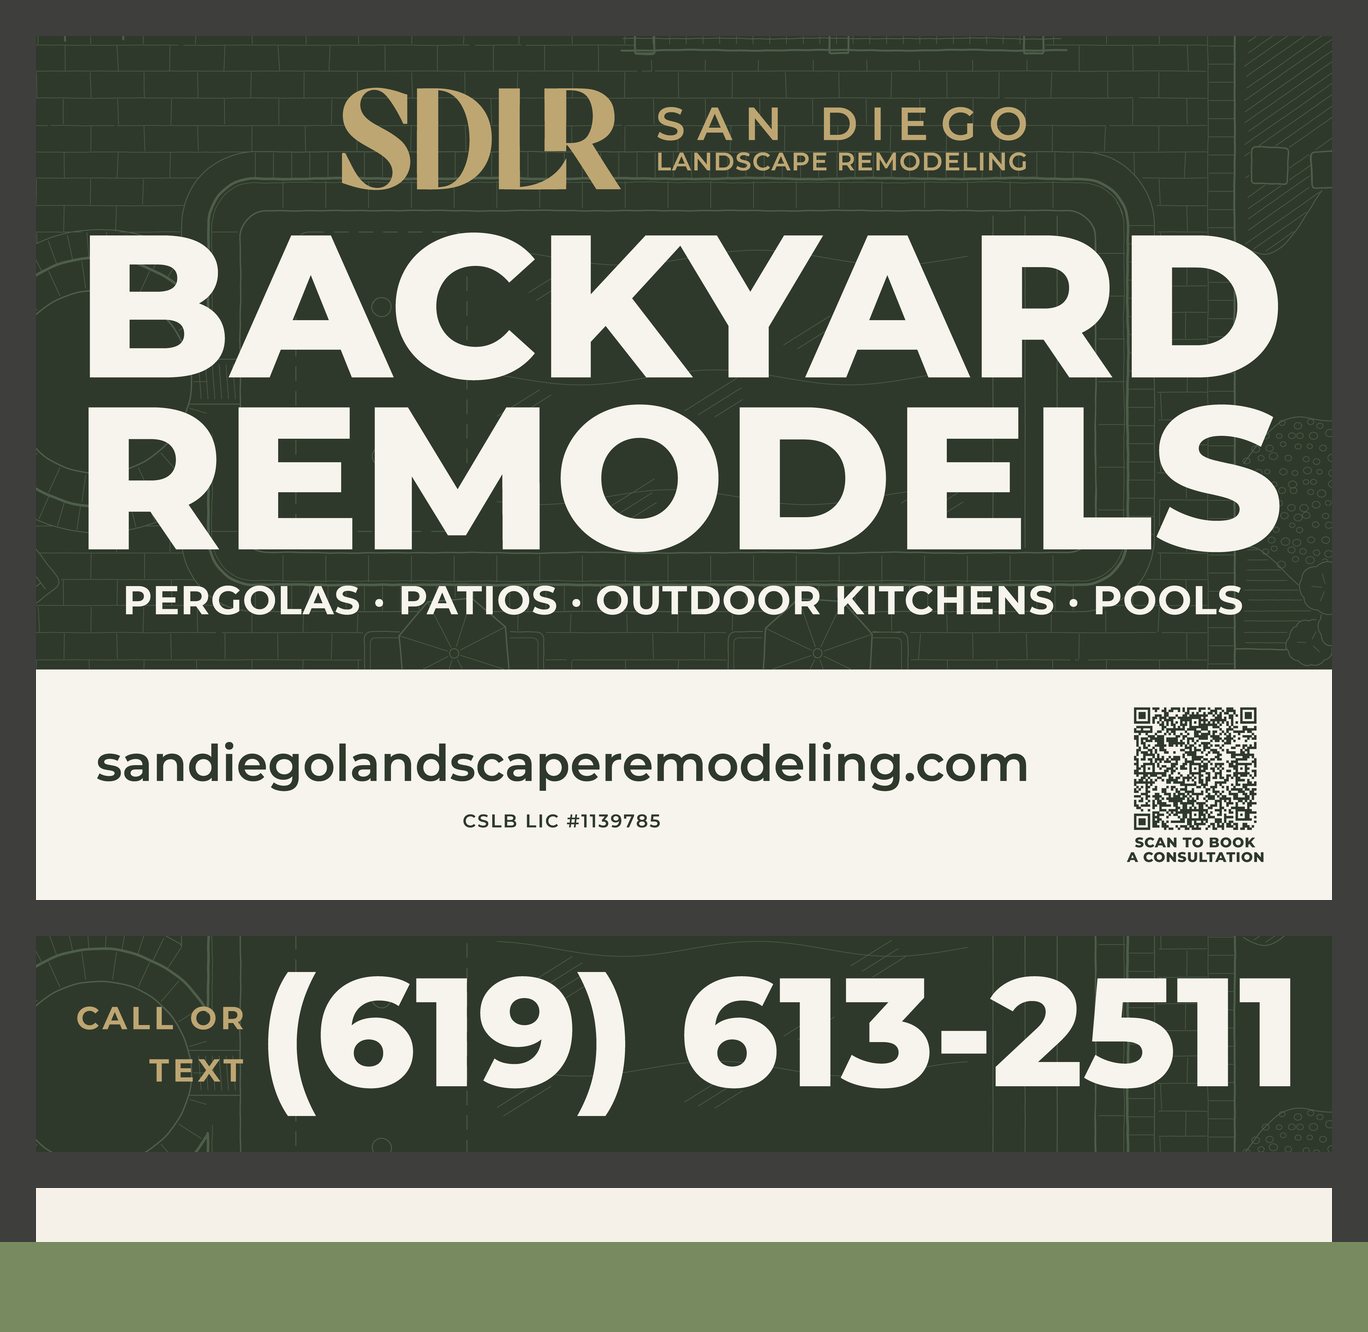 SDLR
SAN DIEGO
LANDSCAPE REMODELING
BACKYARD
REMODELS
PERGOLAS · PATIOS · OUTDOOR KITCHENS · POOLS
sandiegolandscaperemodeling.com
CSLB LIC #1139785
SCAN TO BOOK
A CONSULTATION
CALL OR
TEXT
(619) 613-2511